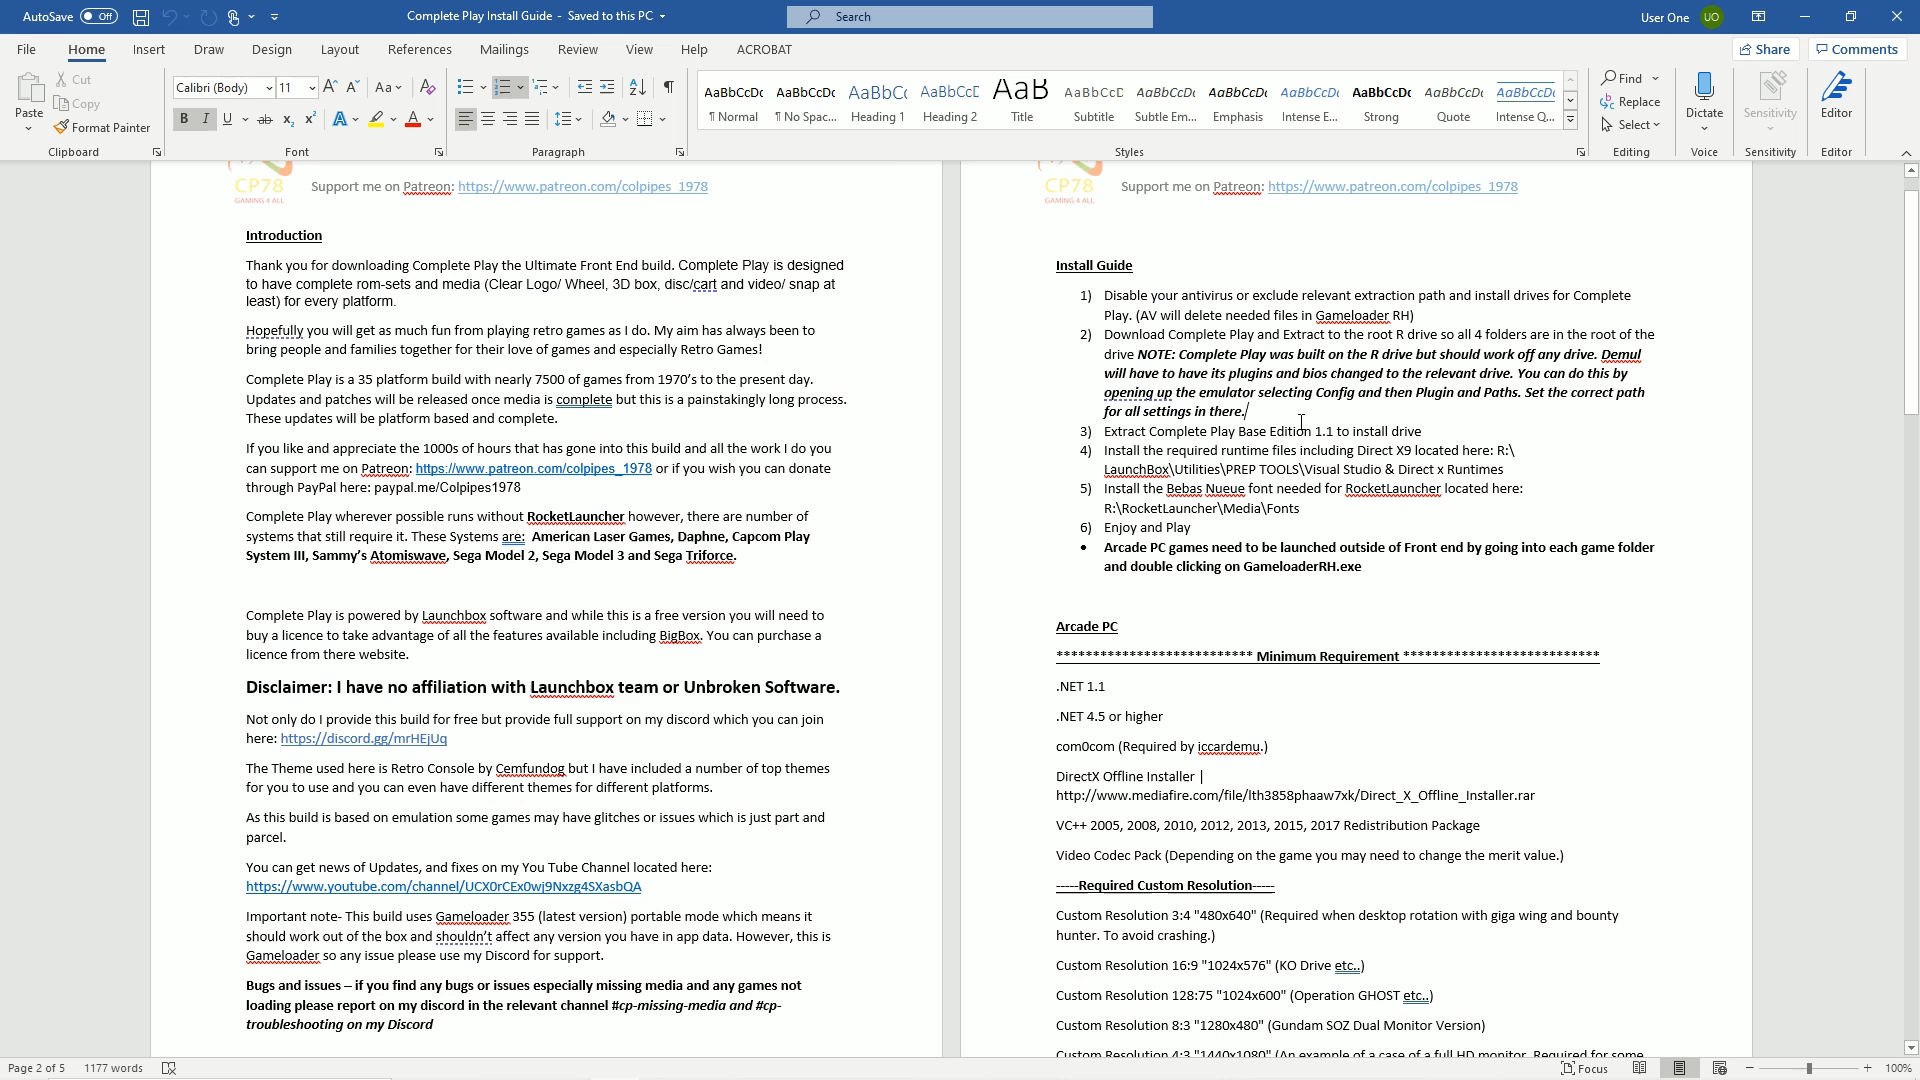 AutoSave Off Complete Play Install Guide - Saved to this PC Search User One UO
File Home Insert Draw Design Layout References Mailings Review View Help ACROBAT Share Comments
Paste
Cut
Copy
Format Painter
Clipboard
Calibri (Body) 11
Font
Paragraph
AaBbCcDc AaBbCcDc AaBbCc AaBbCcD AaB AaBbCcD AaBbCcDc AaBbCcDc AaBbCcDc AaBbCcDc AaBbCcDc AaBbCcDc
¶ Normal ¶ No Spac... Heading 1 Heading 2 Title Subtitle Subtle Em... Emphasis Intense E... Strong Quote Intense Q...
Styles
Find
Replace
Select
Editing
Dictate
Voice
Sensitivity
Sensitivity
Editor
Editor
CP78
GAMING 4 ALL
Support me on Patreon: https://www.patreon.com/colpipes_1978
Introduction
Thank you for downloading Complete Play the Ultimate Front End build. Complete Play is designed
to have complete rom-sets and media (Clear Logo/ Wheel, 3D box, disc/cart and video/ snap at
least) for every platform.
Hopefully you will get as much fun from playing retro games as I do. My aim has always been to
bring people and families together for their love of games and especially Retro Games!
Complete Play is a 35 platform build with nearly 7500 of games from 1970's to the present day.
Updates and patches will be released once media is complete but this is a painstakingly long process.
These updates will be platform based and complete.
If you like and appreciate the 1000s of hours that has gone into this build and all the work I do you
can support me on Patreon: https://www.patreon.com/colpipes_1978 or if you wish you can donate
through PayPal here: paypal.me/Colpipes1978
Complete Play wherever possible runs without RocketLauncher however, there are number of
systems that still require it. These Systems are: American Laser Games, Daphne, Capcom Play
System III, Sammy's Atomiswave, Sega Model 2, Sega Model 3 and Sega Triforce.
Complete Play is powered by Launchbox software and while this is a free version you will need to
buy a licence to take advantage of all the features available including BigBox. You can purchase a
licence from there website.
Disclaimer: I have no affiliation with Launchbox team or Unbroken Software.
Not only do I provide this build for free but provide full support on my discord which you can join
here: https://discord.gg/mrHEjUq
The Theme used here is Retro Console by Cemfundog but I have included a number of top themes
for you to use and you can even have different themes for different platforms.
As this build is based on emulation some games may have glitches or issues which is just part and
parcel.
You can get news of Updates, and fixes on my You Tube Channel located here:
https://www.youtube.com/channel/UCX0rCEx0wj9Nxzg4SXasbQA
Important note- This build uses Gameloader 355 (latest version) portable mode which means it
should work out of the box and shouldn't affect any version you have in app data. However, this is
Gameloader so any issue please use my Discord for support.
Bugs and issues – if you find any bugs or issues especially missing media and any games not
loading please report on my discord in the relevant channel #cp-missing-media and #cp-
troubleshooting on my Discord
CP78
GAMING 4 ALL
Support me on Patreon: https://www.patreon.com/colpipes_1978
Install Guide
1) Disable your antivirus or exclude relevant extraction path and install drives for Complete
Play. (AV will delete needed files in Gameloader RH)
2) Download Complete Play and Extract to the root R drive so all 4 folders are in the root of the
drive NOTE: Complete Play was built on the R drive but should work off any drive. Demul
will have to have its plugins and bios changed to the relevant drive. You can do this by
opening up the emulator selecting Config and then Plugin and Paths. Set the correct path
for all settings in there.
3) Extract Complete Play Base Edition 1.1 to install drive
4) Install the required runtime files including Direct X9 located here: R:\
LaunchBox\Utilities\PREP TOOLS\Visual Studio & Direct x Runtimes
5) Install the Bebas Nueue font needed for RocketLauncher located here:
R:\RocketLauncher\Media\Fonts
6) Enjoy and Play
• Arcade PC games need to be launched outside of Front end by going into each game folder
and double clicking on GameloaderRH.exe
Arcade PC
*************************** Minimum Requirement ***************************
.NET 1.1
.NET 4.5 or higher
com0com (Required by iccardemu.)
DirectX Offline Installer |
http://www.mediafire.com/file/lth3858phaaw7xk/Direct_X_Offline_Installer.rar
VC++ 2005, 2008, 2010, 2012, 2013, 2015, 2017 Redistribution Package
Video Codec Pack (Depending on the game you may need to change the merit value.)
-----Required Custom Resolution-----
Custom Resolution 3:4 "480x640" (Required when desktop rotation with giga wing and bounty
hunter. To avoid crashing.)
Custom Resolution 16:9 "1024x576" (KO Drive etc..)
Custom Resolution 128:75 "1024x600" (Operation GHOST etc..)
Custom Resolution 8:3 "1280x480" (Gundam SOZ Dual Monitor Version)
Custom Resolution 4:3 "1440x1080" (An example of a case of a full HD monitor. Required for some
Page 2 of 5 1177 words Focus 100%